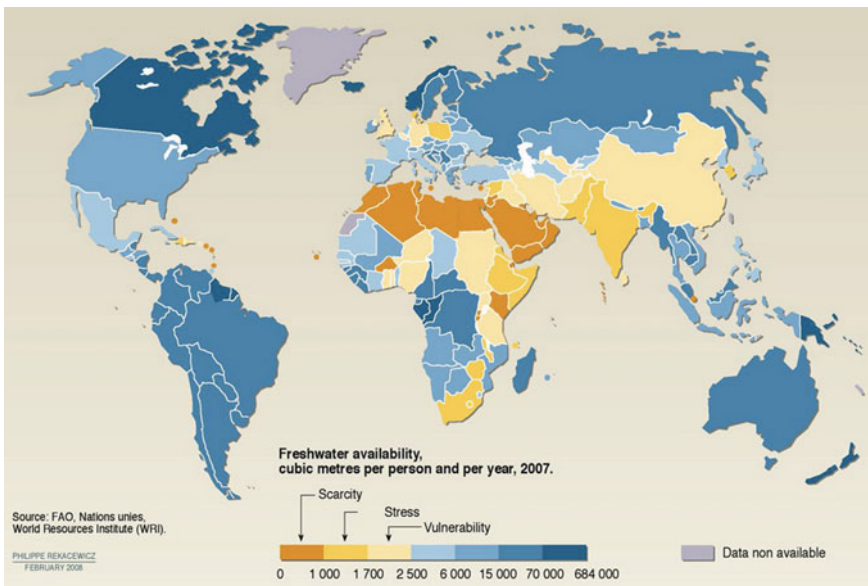 Freshwater availability,
cubic metres per person and per year, 2007.
Scarcity
Stress
Vulnerability
0 1 000 1 700 2 500 6 000 15 000 70 000 684 000
Data non available
Source: FAO, Nations unies,
World Resources Institute (WRI).
PHILIPPE REKACEWICZ
FEBRUARY 2008